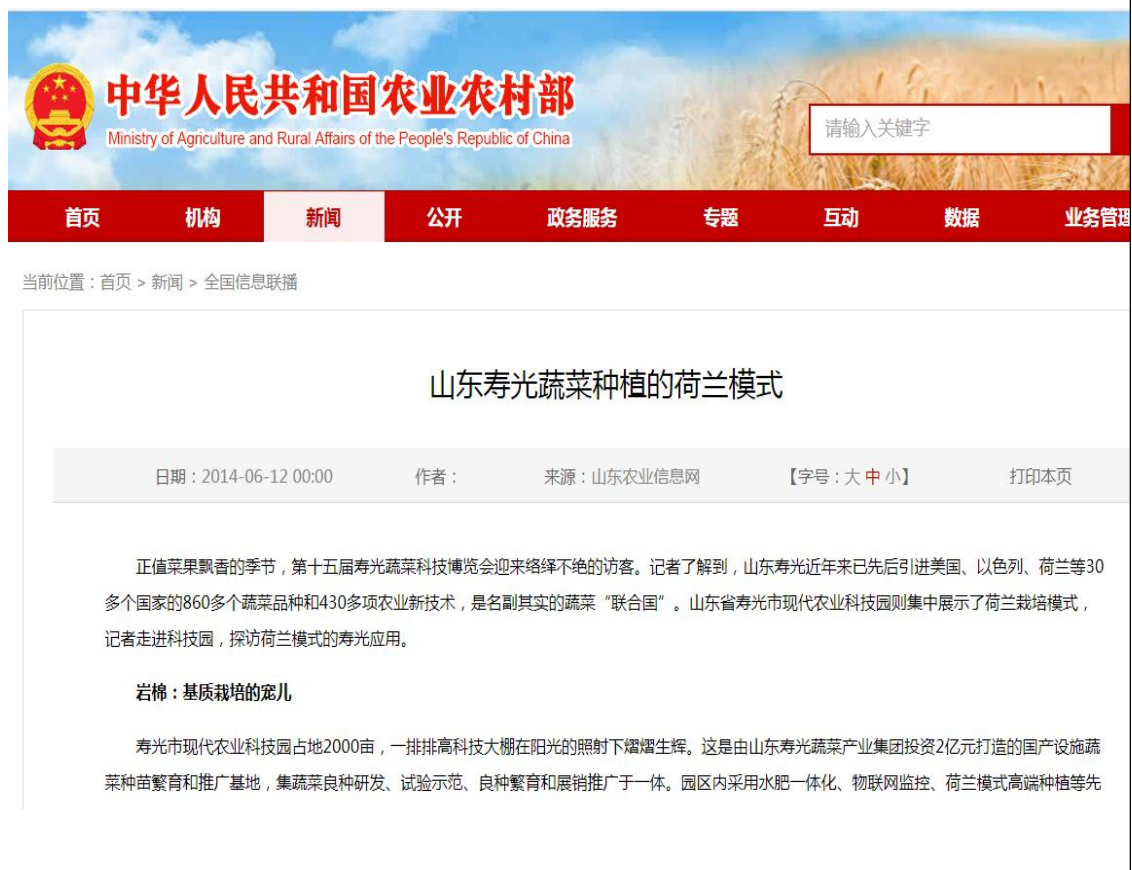 中华人民共和国农业农村部
Ministry of Agriculture and Rural Affairs of the People's Republic of China
请输入关键字
首页 机构 新闻 公开 政务服务 专题 互动 数据 业务管理
当前位置：首页 > 新闻 > 全国信息联播
山东寿光蔬菜种植的荷兰模式
日期：2014-06-12 00:00 作者： 来源：山东农业信息网 【字号：大 中 小】 打印本页
正值菜果飘香的季节，第十五届寿光蔬菜科技博览会迎来络绎不绝的访客。记者了解到，山东寿光近年来已先后引进美国、以色列、荷兰等30
多个国家的860多个蔬菜品种和430多项农业新技术，是名副其实的蔬菜“联合国”。山东省寿光市现代农业科技园则集中展示了荷兰栽培模式，
记者走进科技园，探访荷兰模式的寿光应用。
岩棉：基质栽培的宠儿
寿光市现代农业科技园占地2000亩，一排排高科技大棚在阳光的照射下熠熠生辉。这是由山东寿光蔬菜产业集团投资2亿元打造的国产设施蔬
菜种苗繁育和推广基地，集蔬菜良种研发、试验示范、良种繁育和展销推广于一体。园区内采用水肥一体化、物联网监控、荷兰模式高端种植等先